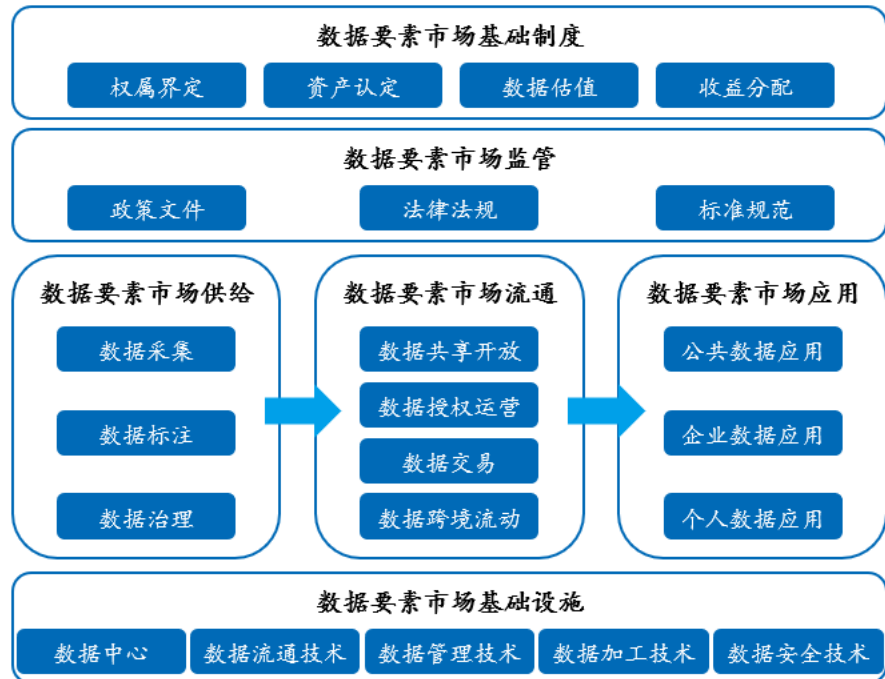 数据要素市场基础制度
权属界定 资产认定 数据估值 收益分配
数据要素市场监管
政策文件 法律法规 标准规范
数据要素市场供给
数据采集
数据标注
数据治理
数据要素市场流通
数据共享开放
数据授权运营
数据交易
数据跨境流动
数据要素市场应用
公共数据应用
企业数据应用
个人数据应用
数据要素市场基础设施
数据中心 数据流通技术 数据管理技术 数据加工技术 数据安全技术